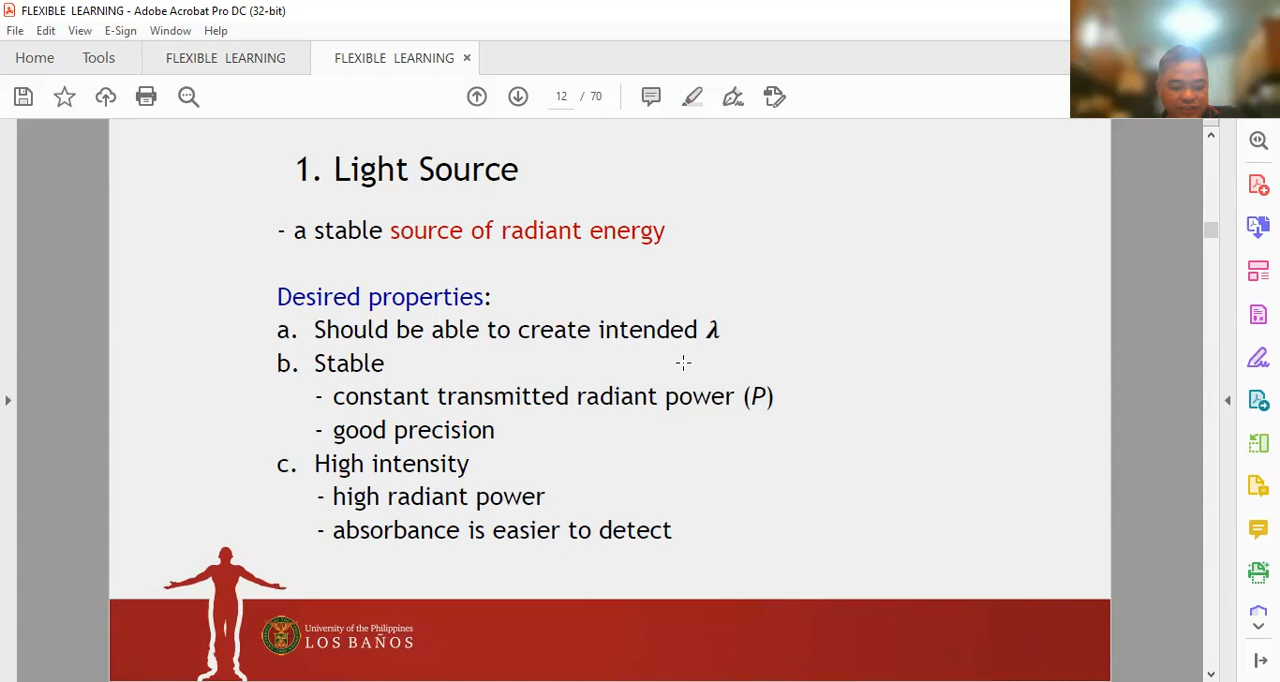 FLEXIBLE LEARNING - Adobe Acrobat Pro DC (32-bit)
File Edit View E-Sign Window Help
Home Tools FLEXIBLE LEARNING FLEXIBLE LEARNING ×
12 / 70
1. Light Source
- a stable source of radiant energy
Desired properties:
a. Should be able to create intended λ
b. Stable
- constant transmitted radiant power (P)
- good precision
c. High intensity
- high radiant power
- absorbance is easier to detect
University of the Philippines
LOS BAÑOS